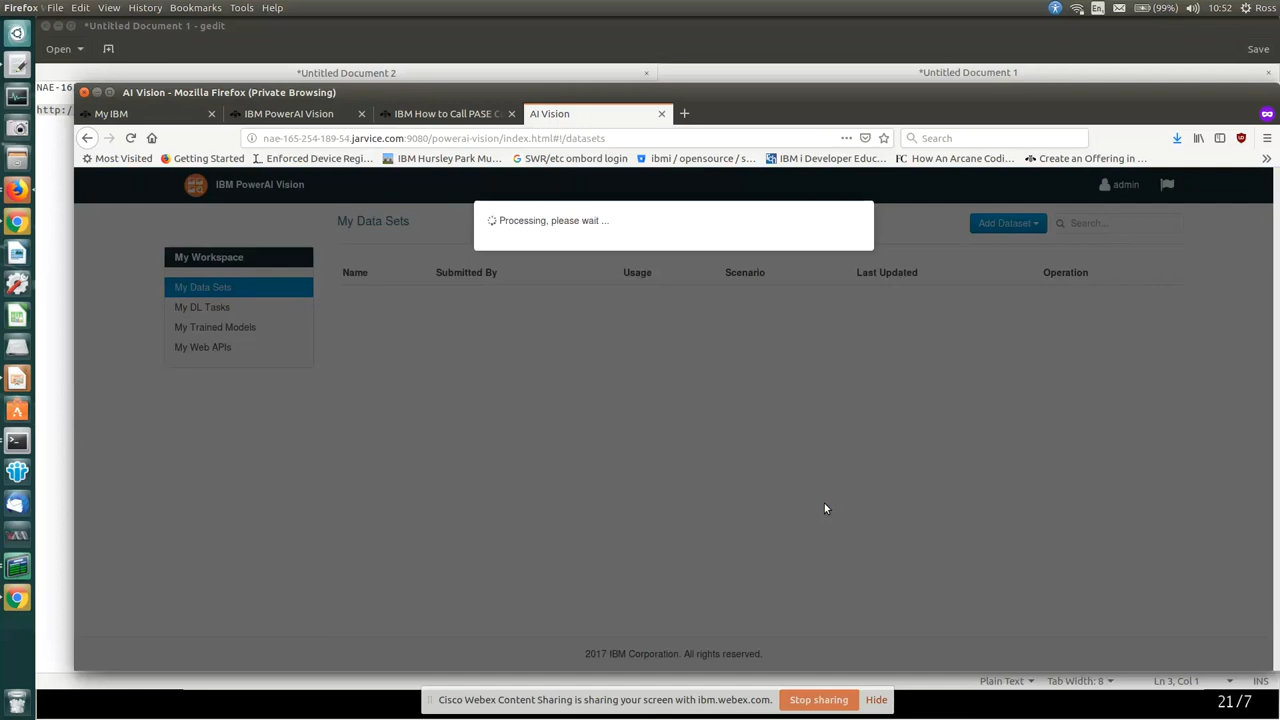 Firefox File Edit View History Bookmarks Tools Help
En (99%) 10:52 Ross
*Untitled Document 1 - gedit
Open Save
*Untitled Document 2 × *Untitled Document 1 ×
NAE-16
http:/
AI Vision - Mozilla Firefox (Private Browsing)
My IBM × IBM PowerAI Vision × IBM How to Call PASE C × AI Vision × +
nae-165-254-189-54.jarvice.com:9080/powerai-vision/index.html#!/datasets Search
Most Visited Getting Started Enforced Device Regi... IBM Hursley Park Mu... SWR/etc ombord login ibmi / opensource / s... IBM i Developer Educ... FC How An Arcane Codi... Create an Offering in ... »
IBM PowerAI Vision admin
Processing, please wait ...
My Data Sets Add Dataset Search...
My Workspace
My Data Sets
My DL Tasks
My Trained Models
My Web APIs
Name Submitted By Usage Scenario Last Updated Operation
2017 IBM Corporation. All rights reserved.
Plain Text Tab Width: 8 Ln 3, Col 1 INS
Cisco Webex Content Sharing is sharing your screen with ibm.webex.com. Stop sharing Hide
21/7